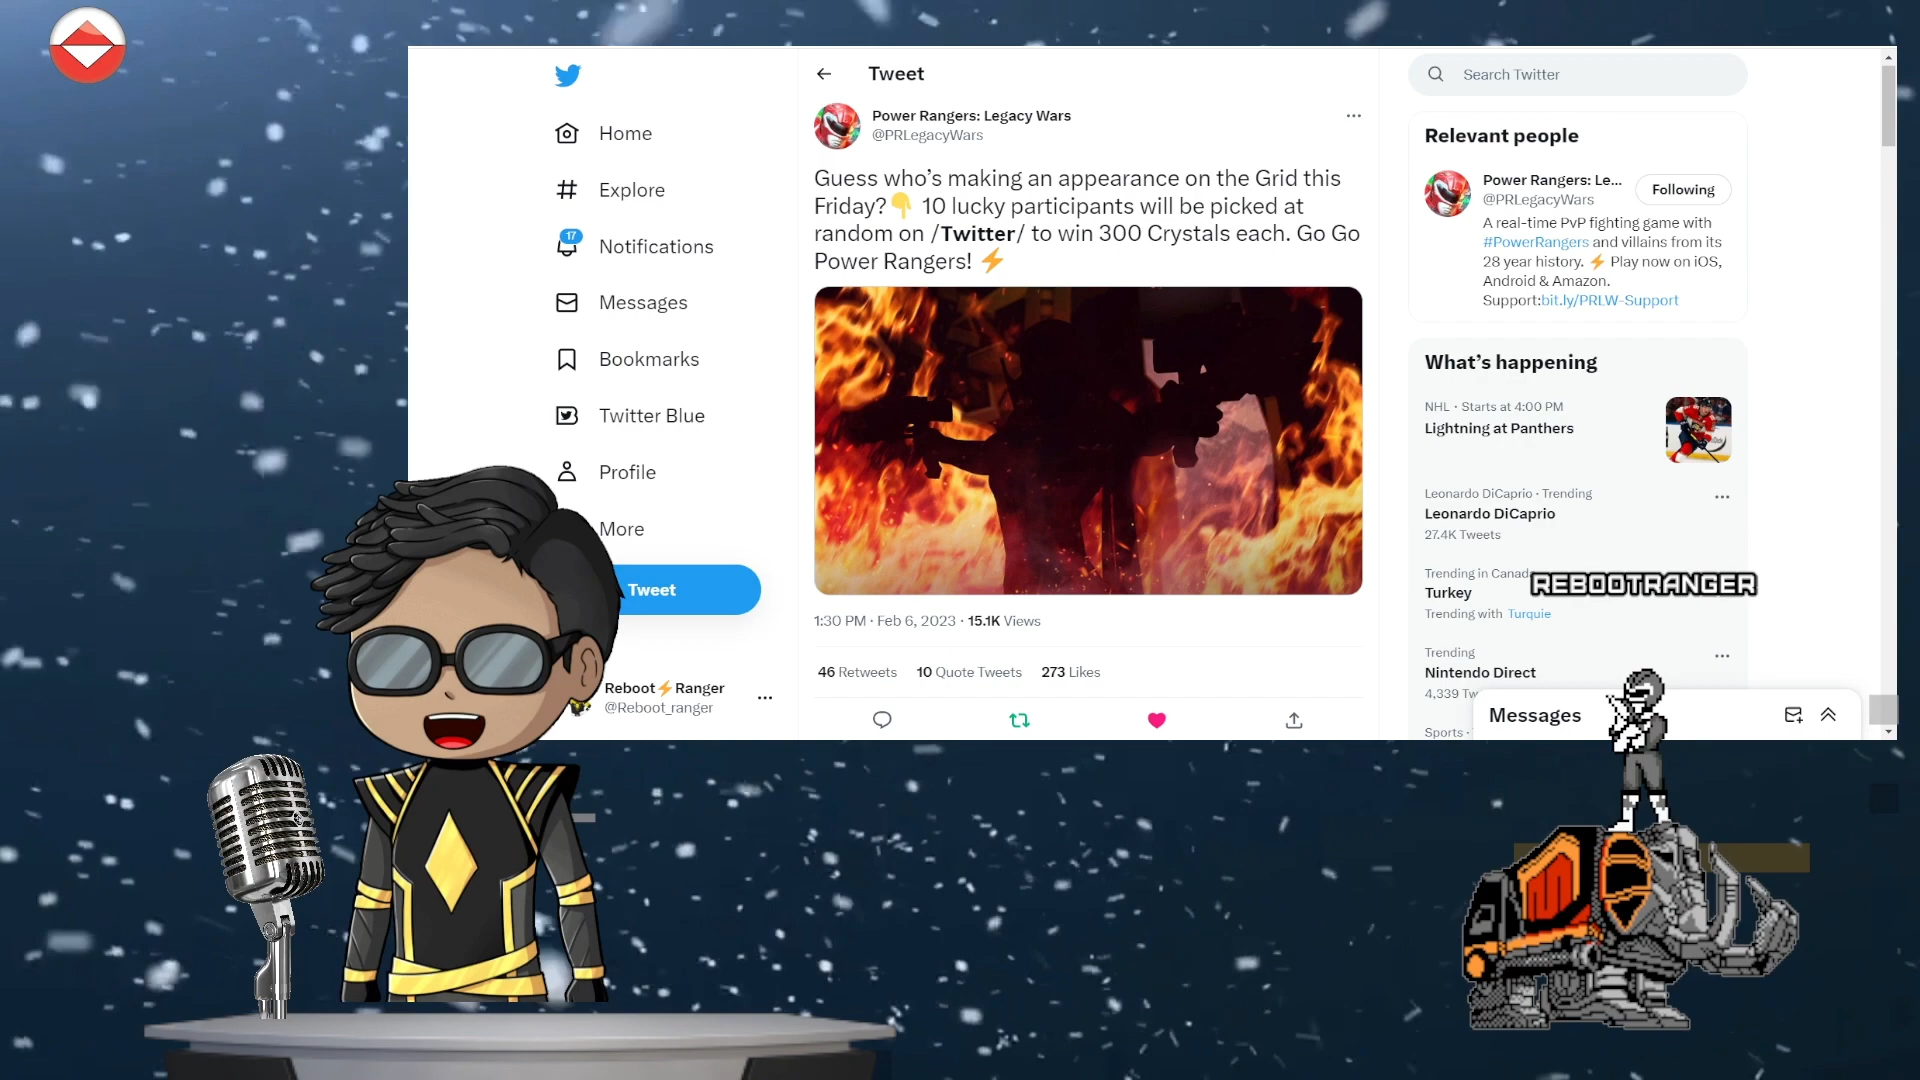 Home
Explore
17
Notifications
Messages
Bookmarks
Twitter Blue
Profile
More
Tweet
Reboot⚡Ranger
@Reboot_ranger
Tweet
Power Rangers: Legacy Wars
@PRLegacyWars
Guess who’s making an appearance on the Grid this
Friday?👇 10 lucky participants will be picked at
random on /Twitter/ to win 300 Crystals each. Go Go
Power Rangers! ⚡
1:30 PM · Feb 6, 2023 · 15.1K Views
46 Retweets 10 Quote Tweets 273 Likes
Search Twitter
Relevant people
Power Rangers: Le...
@PRLegacyWars
Following
A real-time PvP fighting game with
#PowerRangers and villains from its
28 year history. ⚡ Play now on iOS,
Android & Amazon.
Support:bit.ly/PRLW-Support
What’s happening
NHL · Starts at 4:00 PM
Lightning at Panthers
Leonardo DiCaprio · Trending
Leonardo DiCaprio
27.4K Tweets
Trending in Canada
REBOOTRANGER
Turkey
Trending with Turquie
Trending
Nintendo Direct
4,339 Tw
Sports ·
Messages